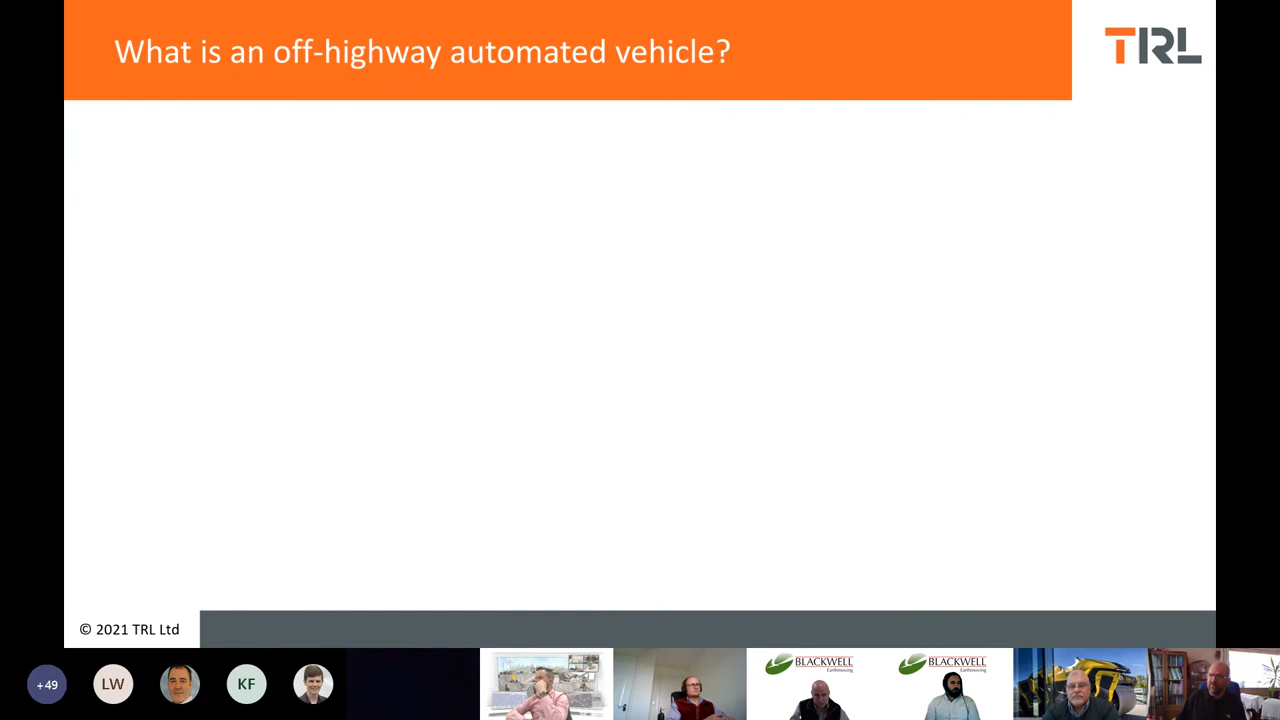 What is an off-highway automated vehicle?
TRL
© 2021 TRL Ltd
+49
LW
KF
BLACKWELL
Earthmoving
BLACKWELL
Earthmoving